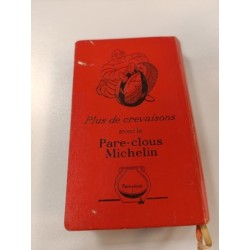 Plus de crevaisons
avec le
Pare-clous
Michelin